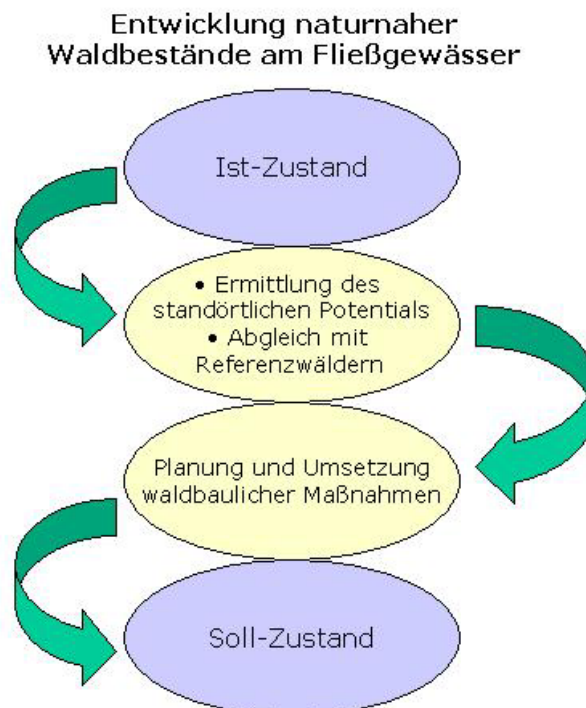 Entwicklung naturnaher
Waldbestände am Fließgewässer
Ist-Zustand
• Ermittlung des
standörtlichen Potentials
• Abgleich mit
Referenzwäldern
Planung und Umsetzung
waldbaulicher Maßnahmen
Soll-Zustand